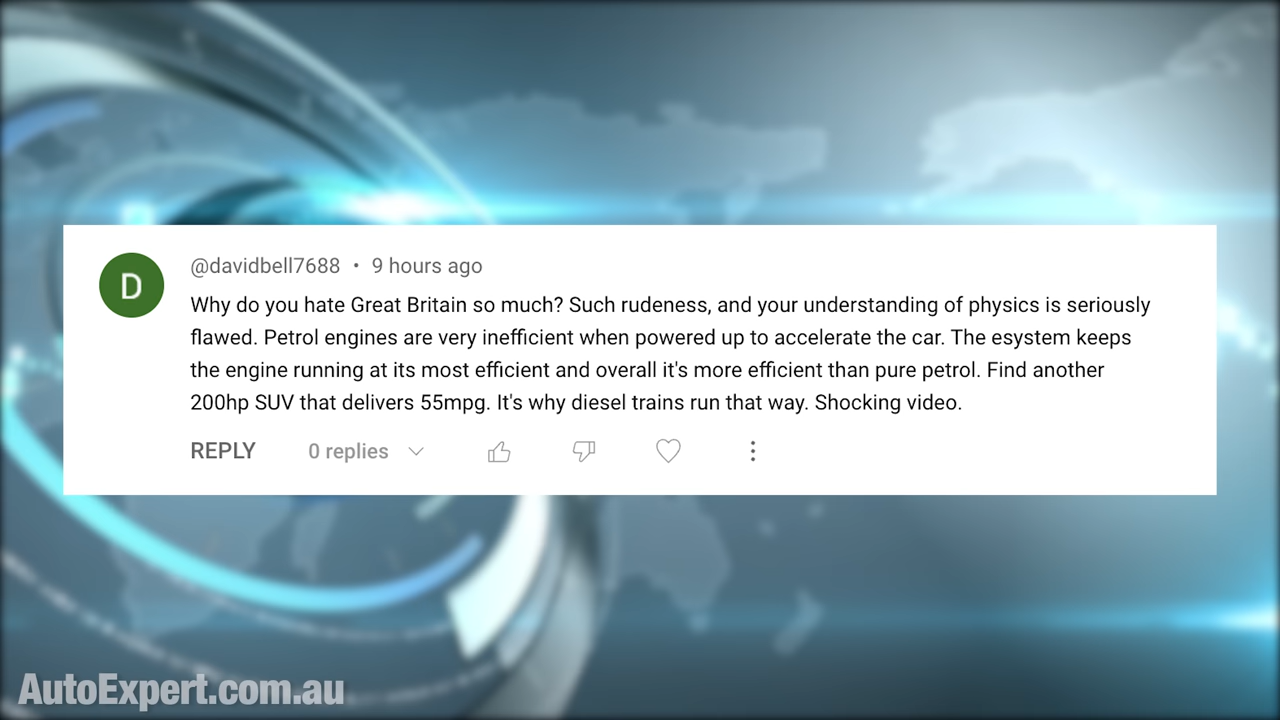 D
@davidbell7688 • 9 hours ago
Why do you hate Great Britain so much? Such rudeness, and your understanding of physics is seriously
flawed. Petrol engines are very inefficient when powered up to accelerate the car. The esystem keeps
the engine running at its most efficient and overall it's more efficient than pure petrol. Find another
200hp SUV that delivers 55mpg. It's why diesel trains run that way. Shocking video.
REPLY 0 replies
AutoExpert.com.au